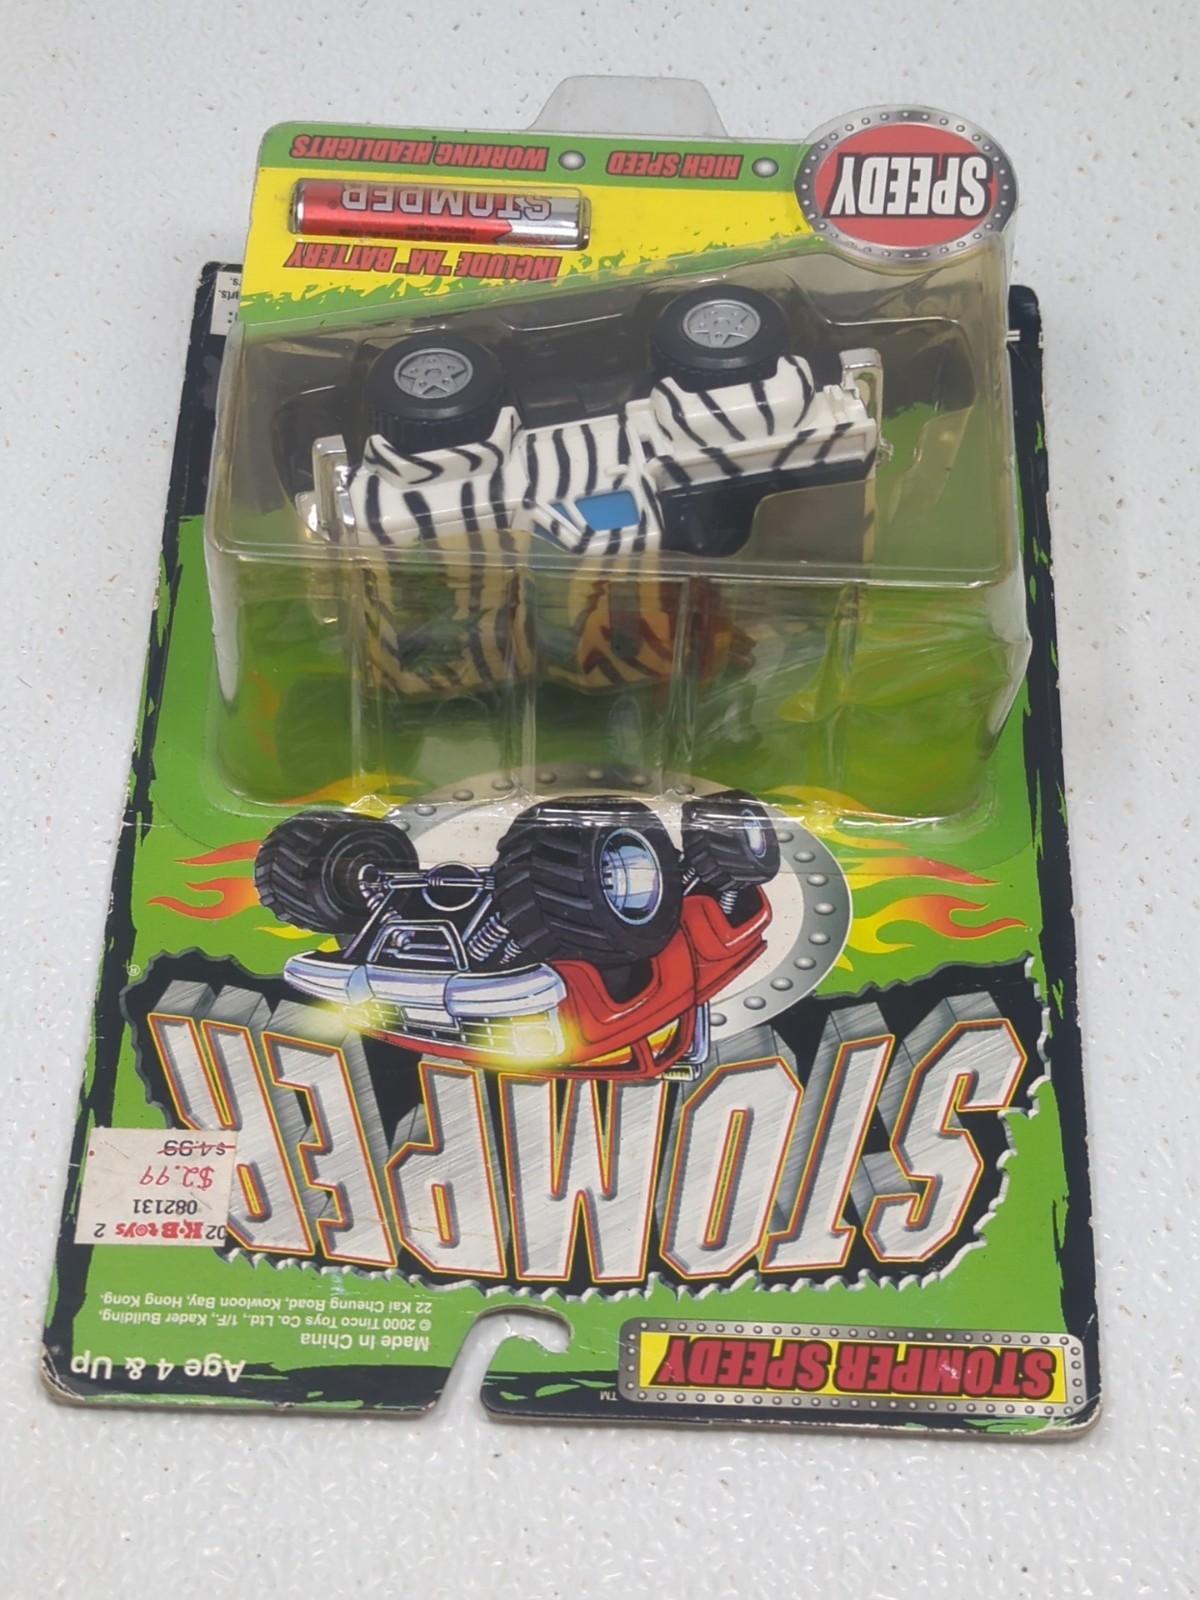 STOMPER SPEEDY
TM
Age 4 & Up
Made In China
© 2000 Tinco Toys Co., Ltd., 1/F., Kader Building,
22 Kai Cheung Road, Kowloon Bay, Hong Kong.
02 K·B toys 2
082131
$2.99
$4.99
STOMPER
®
INCLUDE "AA" BATTERY
STOMPER®
SPEEDY
HIGH SPEED
WORKING HEADLIGHTS